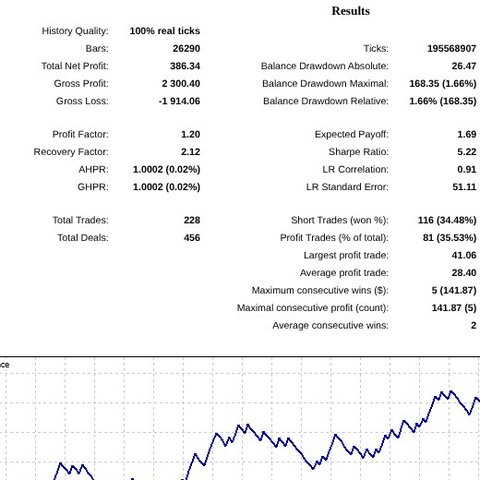 Results
History Quality: 100% real ticks
Bars: 26290 Ticks: 195568907
Total Net Profit: 386.34 Balance Drawdown Absolute: 26.47
Gross Profit: 2 300.40 Balance Drawdown Maximal: 168.35 (1.66%)
Gross Loss: -1 914.06 Balance Drawdown Relative: 1.66% (168.35)
Profit Factor: 1.20 Expected Payoff: 1.69
Recovery Factor: 2.12 Sharpe Ratio: 5.22
AHPR: 1.0002 (0.02%) LR Correlation: 0.91
GHPR: 1.0002 (0.02%) LR Standard Error: 51.11
Total Trades: 228 Short Trades (won %): 116 (34.48%)
Total Deals: 456 Profit Trades (% of total): 81 (35.53%)
Largest profit trade: 41.06
Average profit trade: 28.40
Maximum consecutive wins ($): 5 (141.87)
Maximal consecutive profit (count): 141.87 (5)
Average consecutive wins: 2
nce